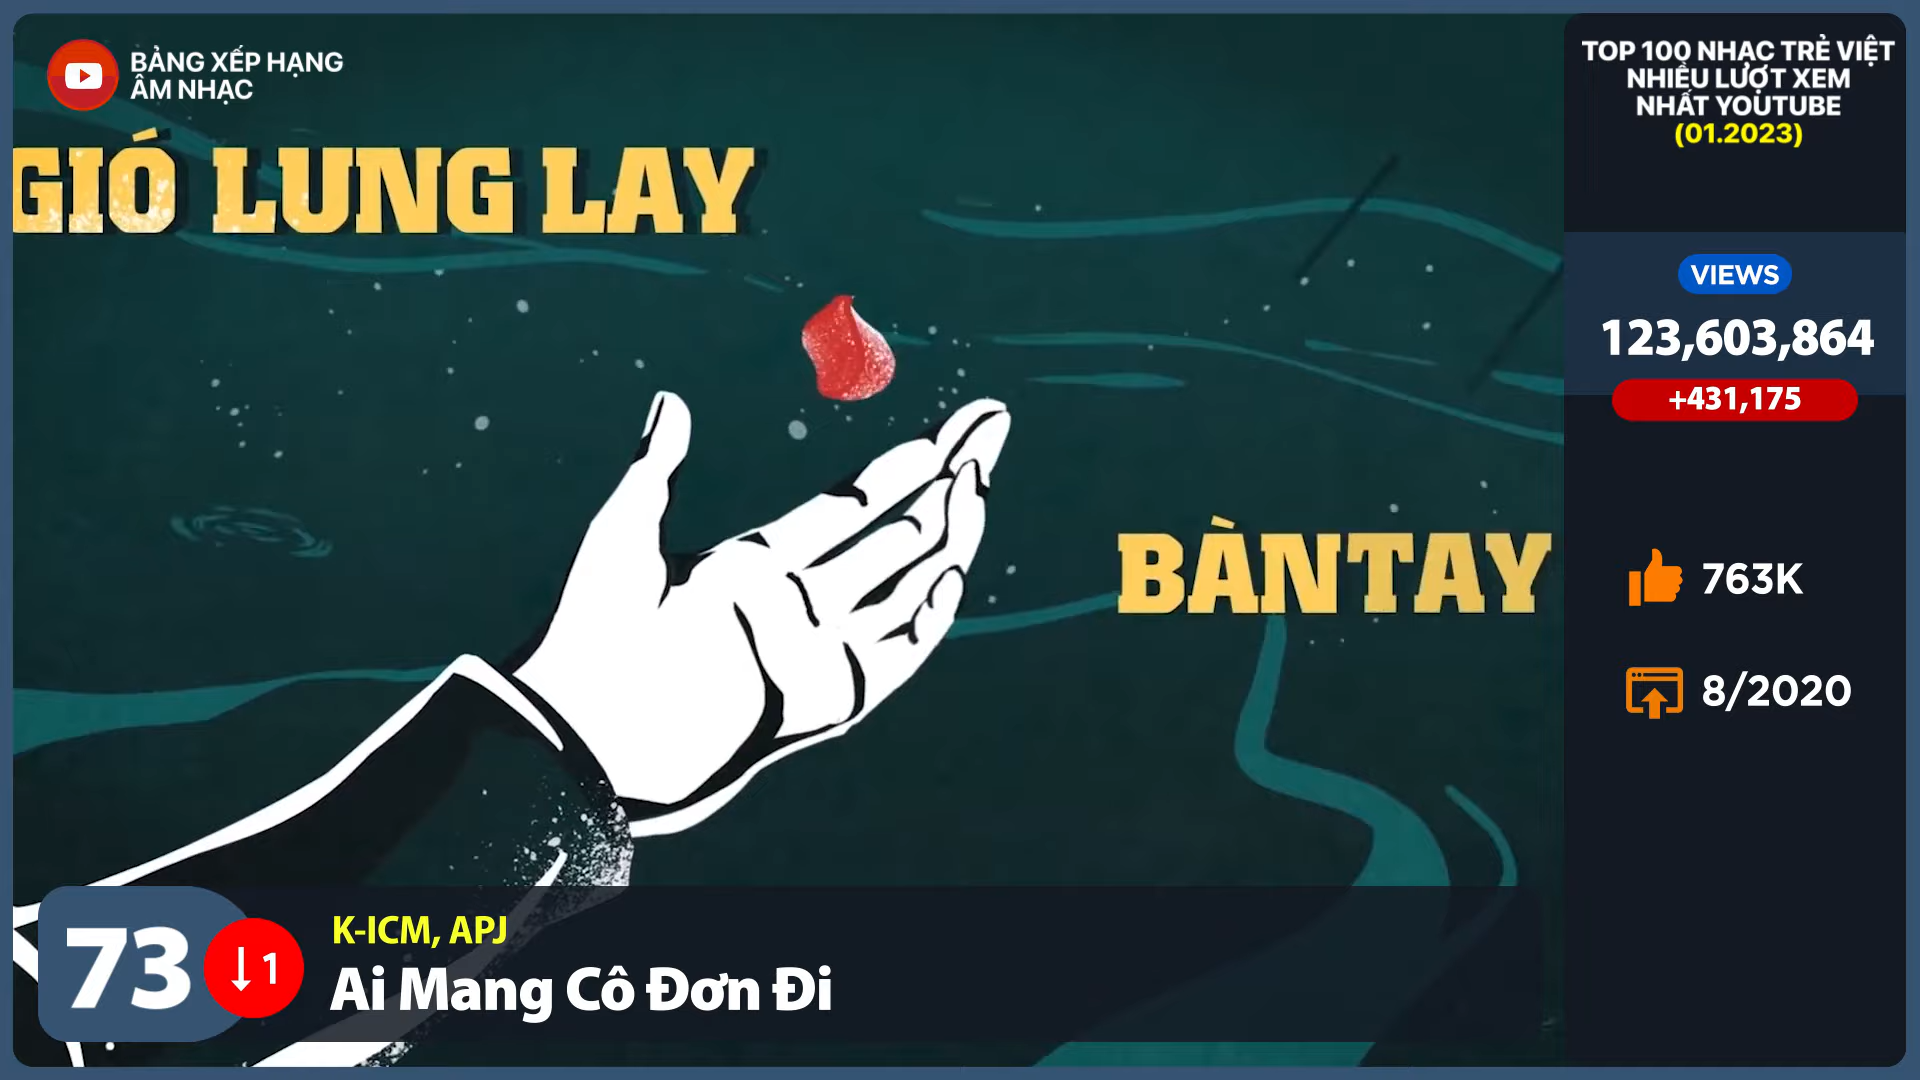 BẢNG XẾP HẠNG
ÂM NHẠC
GIÓ LUNG LAY
BÀN TAY
TOP 100 NHẠC TRẺ VIỆT
NHIỀU LƯỢT XEM
NHẤT YOUTUBE
(01.2023)
VIEWS
123,603,864
+431,175
763K
8/2020
73
↓1
K-ICM, APJ
Ai Mang Cô Đơn Đi